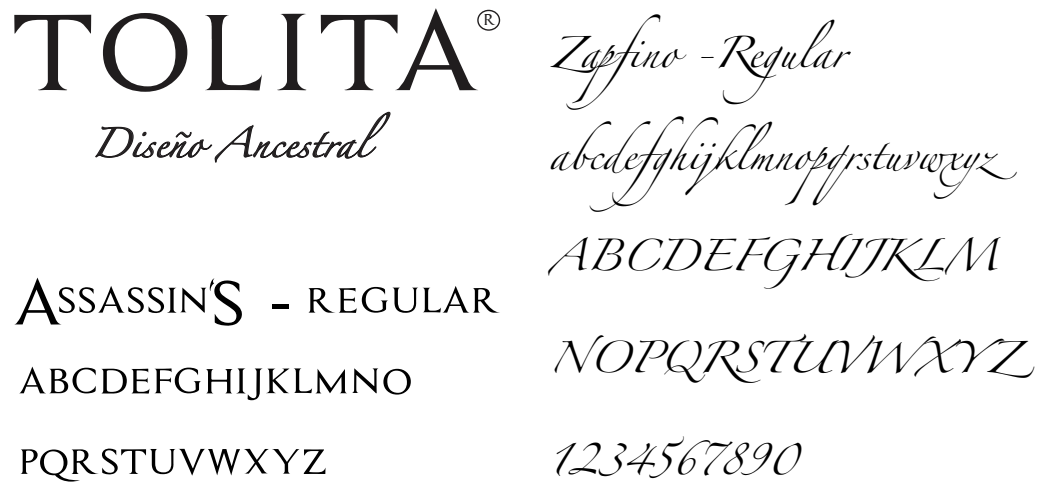 TOLITA®
Diseño Ancestral
ASSASSIN'S - REGULAR
ABCDEFGHIJKLMNO
PQRSTUVWXYZ
Zapfino - Regular
abcdefghijklmnopqrstuvwxyz
ABCDEFGHIJKLM
NOPQRSTUVWXYZ
1234567890